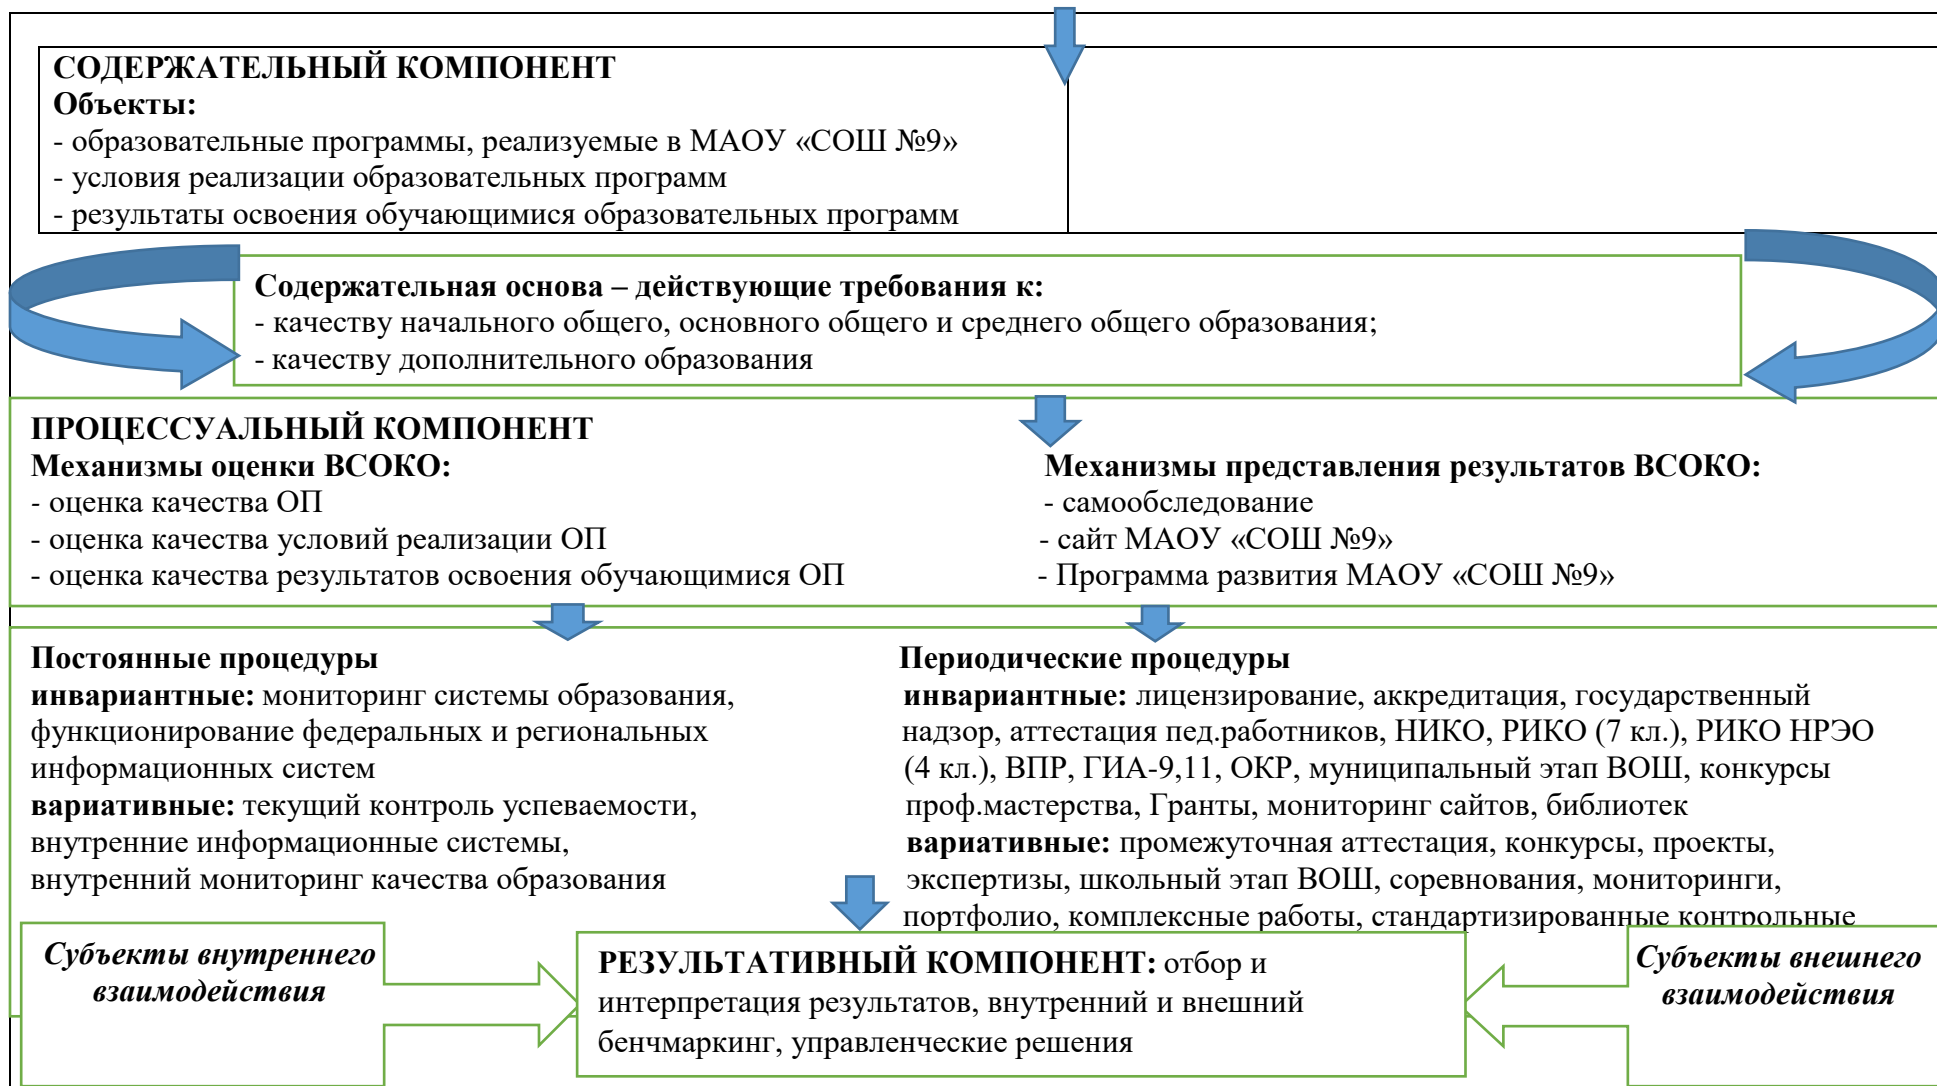 СОДЕРЖАТЕЛЬНЫЙ КОМПОНЕНТ
Объекты:
- образовательные программы, реализуемые в МАОУ «СОШ №9»
- условия реализации образовательных программ
- результаты освоения обучающимися образовательных программ
Содержательная основа – действующие требования к:
- качеству начального общего, основного общего и среднего общего образования;
- качеству дополнительного образования
ПРОЦЕССУАЛЬНЫЙ КОМПОНЕНТ
Механизмы оценки ВСОКО:
- оценка качества ОП
- оценка качества условий реализации ОП
- оценка качества результатов освоения обучающимися ОП
Механизмы представления результатов ВСОКО:
- самообследование
- сайт МАОУ «СОШ №9»
- Программа развития МАОУ «СОШ №9»
Постоянные процедуры
инвариантные: мониторинг системы образования,
функционирование федеральных и региональных
информационных систем
вариативные: текущий контроль успеваемости,
внутренние информационные системы,
внутренний мониторинг качества образования
Периодические процедуры
инвариантные: лицензирование, аккредитация, государственный
надзор, аттестация пед.работников, НИКО, РИКО (7 кл.), РИКО НРЭО
(4 кл.), ВПР, ГИА-9,11, ОКР, муниципальный этап ВОШ, конкурсы
проф.мастерства, Гранты, мониторинг сайтов, библиотек
вариативные: промежуточная аттестация, конкурсы, проекты,
экспертизы, школьный этап ВОШ, соревнования, мониторинги,
портфолио, комплексные работы, стандартизированные контрольные
Субъекты внутреннего
взаимодействия
РЕЗУЛЬТАТИВНЫЙ КОМПОНЕНТ: отбор и
интерпретация результатов, внутренний и внешний
бенчмаркинг, управленческие решения
Субъекты внешнего
взаимодействия